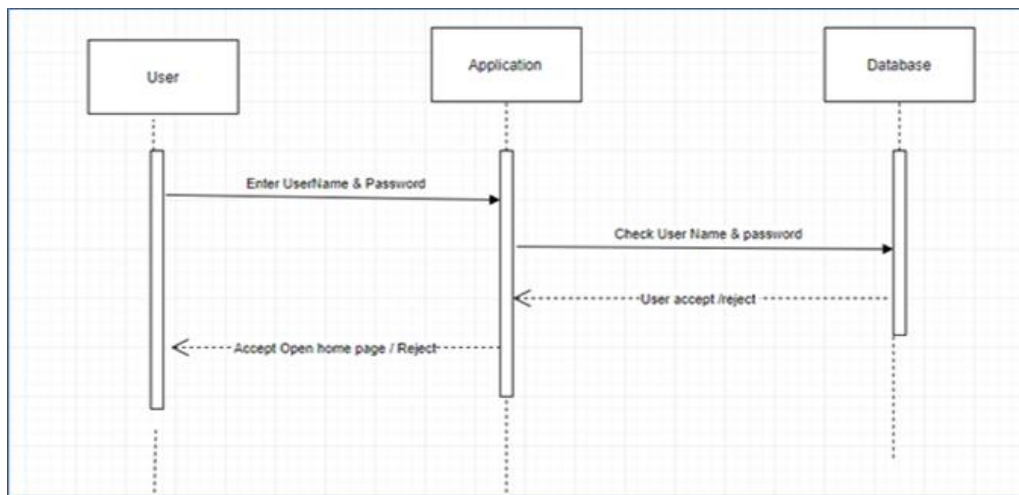 User
Application
Database
Enter UserName & Password
Check User Name & password
User accept /reject
Accept Open home page / Reject